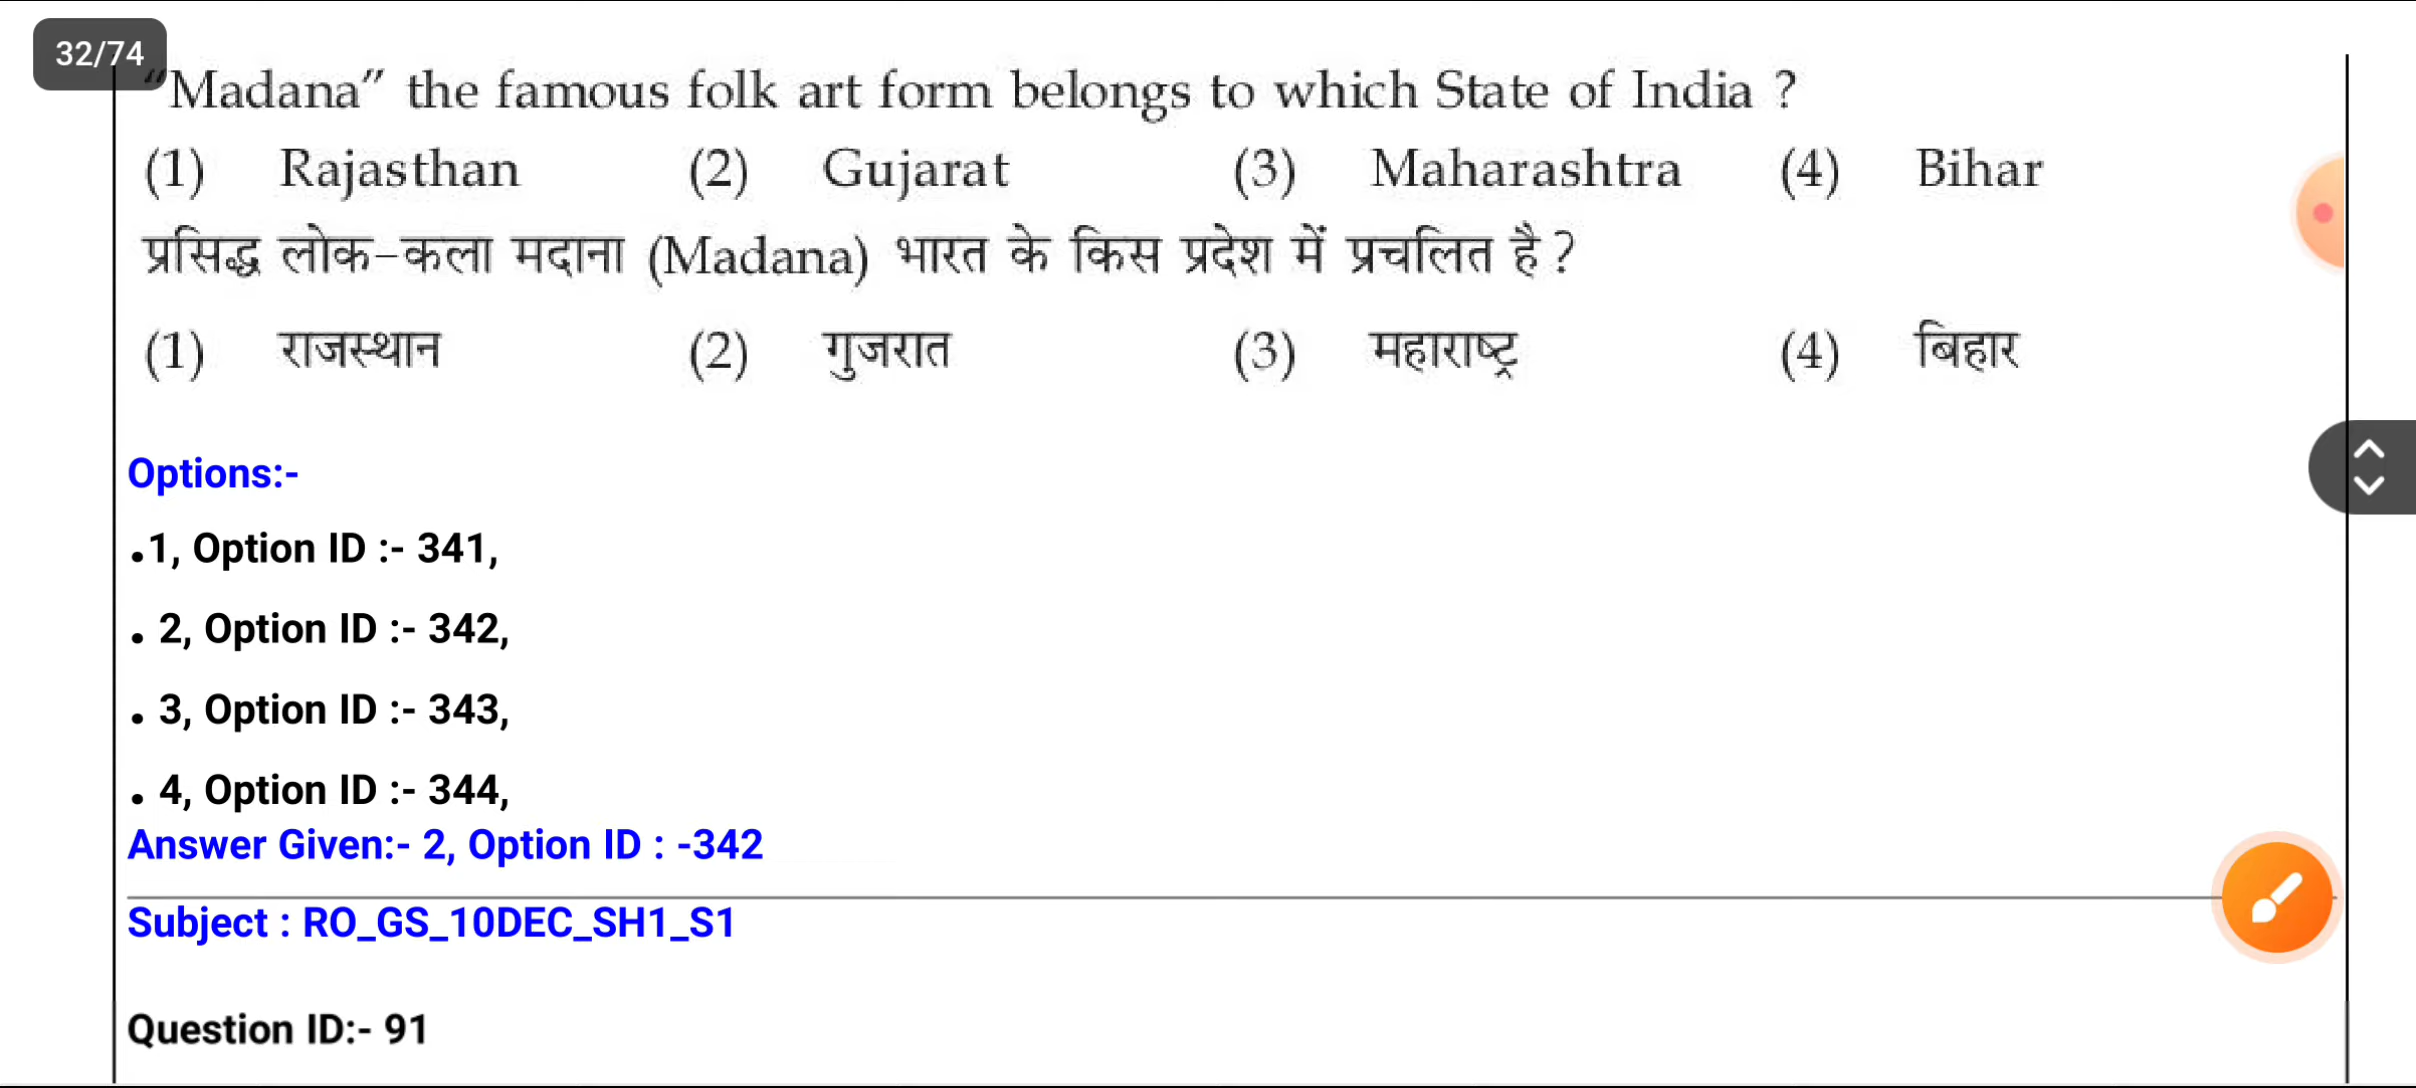 32/74
“Madana” the famous folk art form belongs to which State of India ?
(1) Rajasthan (2) Gujarat (3) Maharashtra (4) Bihar
प्रसिद्ध लोक-कला मदाना (Madana) भारत के किस प्रदेश में प्रचलित है ?
(1) राजस्थान (2) गुजरात (3) महाराष्ट्र (4) बिहार
Options:-
.1, Option ID :- 341,
. 2, Option ID :- 342,
. 3, Option ID :- 343,
. 4, Option ID :- 344,
Answer Given:- 2, Option ID : -342
Subject : RO_GS_10DEC_SH1_S1
Question ID:- 91